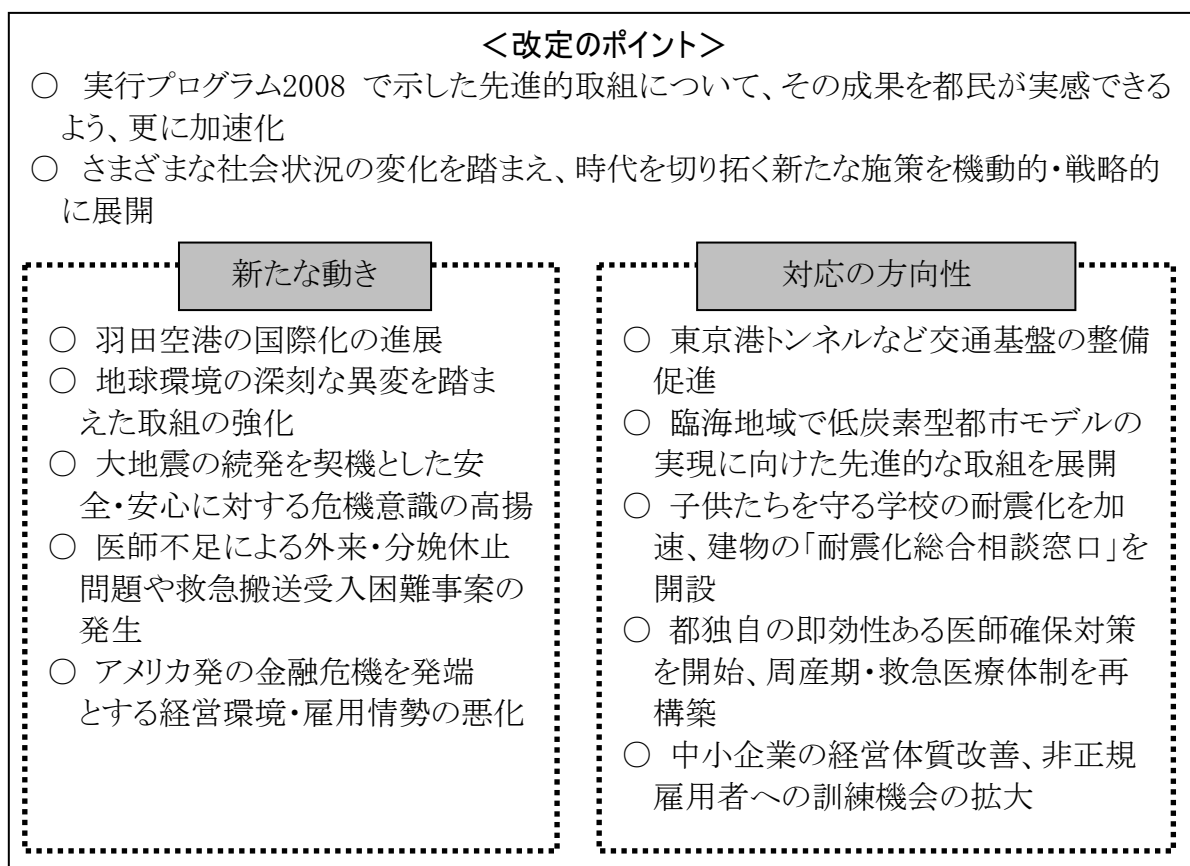 ＜改定のポイント＞
○ 実行プログラム2008 で示した先進的取組について、その成果を都民が実感できる
よう、更に加速化
○ さまざまな社会状況の変化を踏まえ、時代を切り拓く新たな施策を機動的・戦略的
に展開
新たな動き
○ 羽田空港の国際化の進展
○ 地球環境の深刻な異変を踏ま
えた取組の強化
○ 大地震の続発を契機とした安
全・安心に対する危機意識の高揚
○ 医師不足による外来・分娩休止
問題や救急搬送受入困難事案の
発生
○ アメリカ発の金融危機を発端
とする経営環境・雇用情勢の悪化
対応の方向性
○ 東京港トンネルなど交通基盤の整備
促進
○ 臨海地域で低炭素型都市モデルの
実現に向けた先進的な取組を展開
○ 子供たちを守る学校の耐震化を加
速、建物の「耐震化総合相談窓口」を
開設
○ 都独自の即効性ある医師確保対策
を開始、周産期・救急医療体制を再
構築
○ 中小企業の経営体質改善、非正規
雇用者への訓練機会の拡大